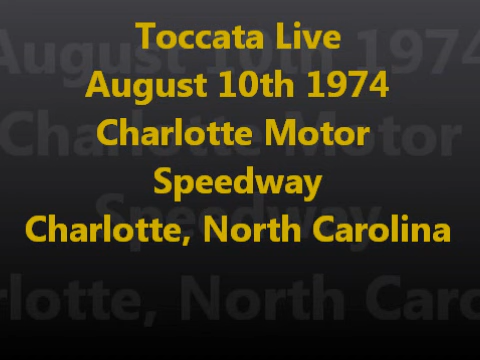 Toccata Live
August 10th 1974
Charlotte Motor
Speedway
Charlotte, North Carolina